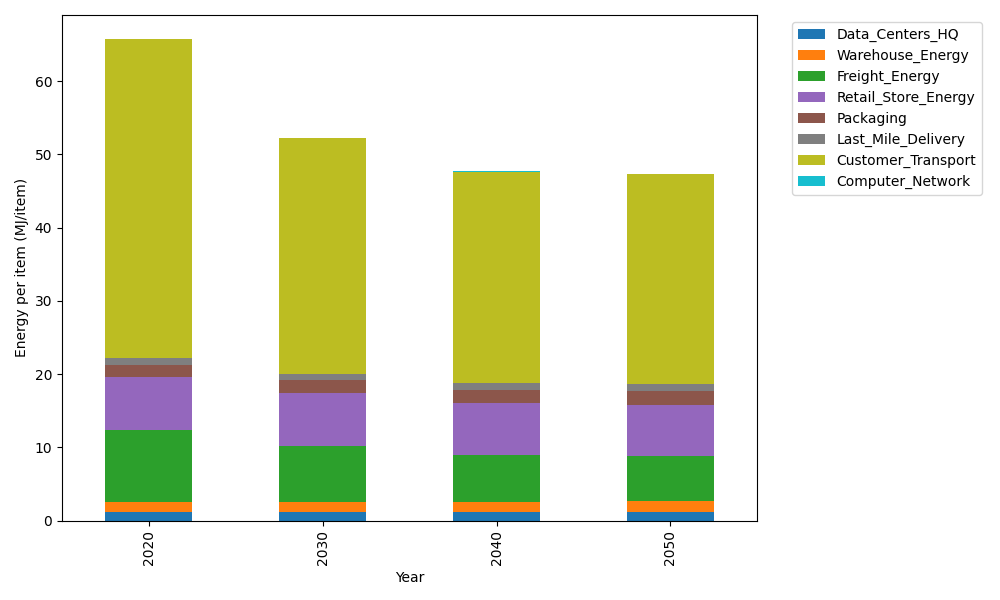 Energy per item (MJ/item)
60
50
40
30
20
10
0
2020
2030
2040
2050
Year
Data_Centers_HQ
Warehouse_Energy
Freight_Energy
Retail_Store_Energy
Packaging
Last_Mile_Delivery
Customer_Transport
Computer_Network